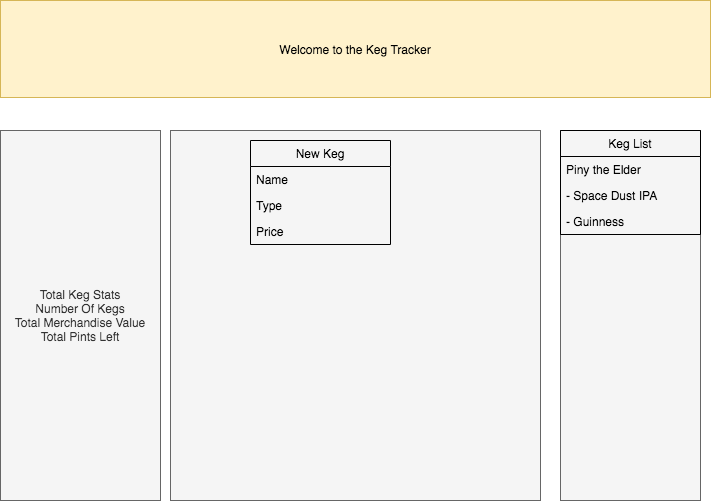 Welcome to the Keg Tracker
Total Keg Stats
Number Of Kegs
Total Merchandise Value
Total Pints Left
New Keg
Name
Type
Price
Keg List
Piny the Elder
- Space Dust IPA
- Guinness